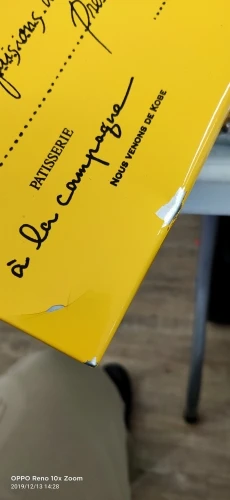 PATISSERIE
à la campagne
NOUS VENONS DE KOBE
OPPO Reno 10x Zoom
2019/12/13 14:28